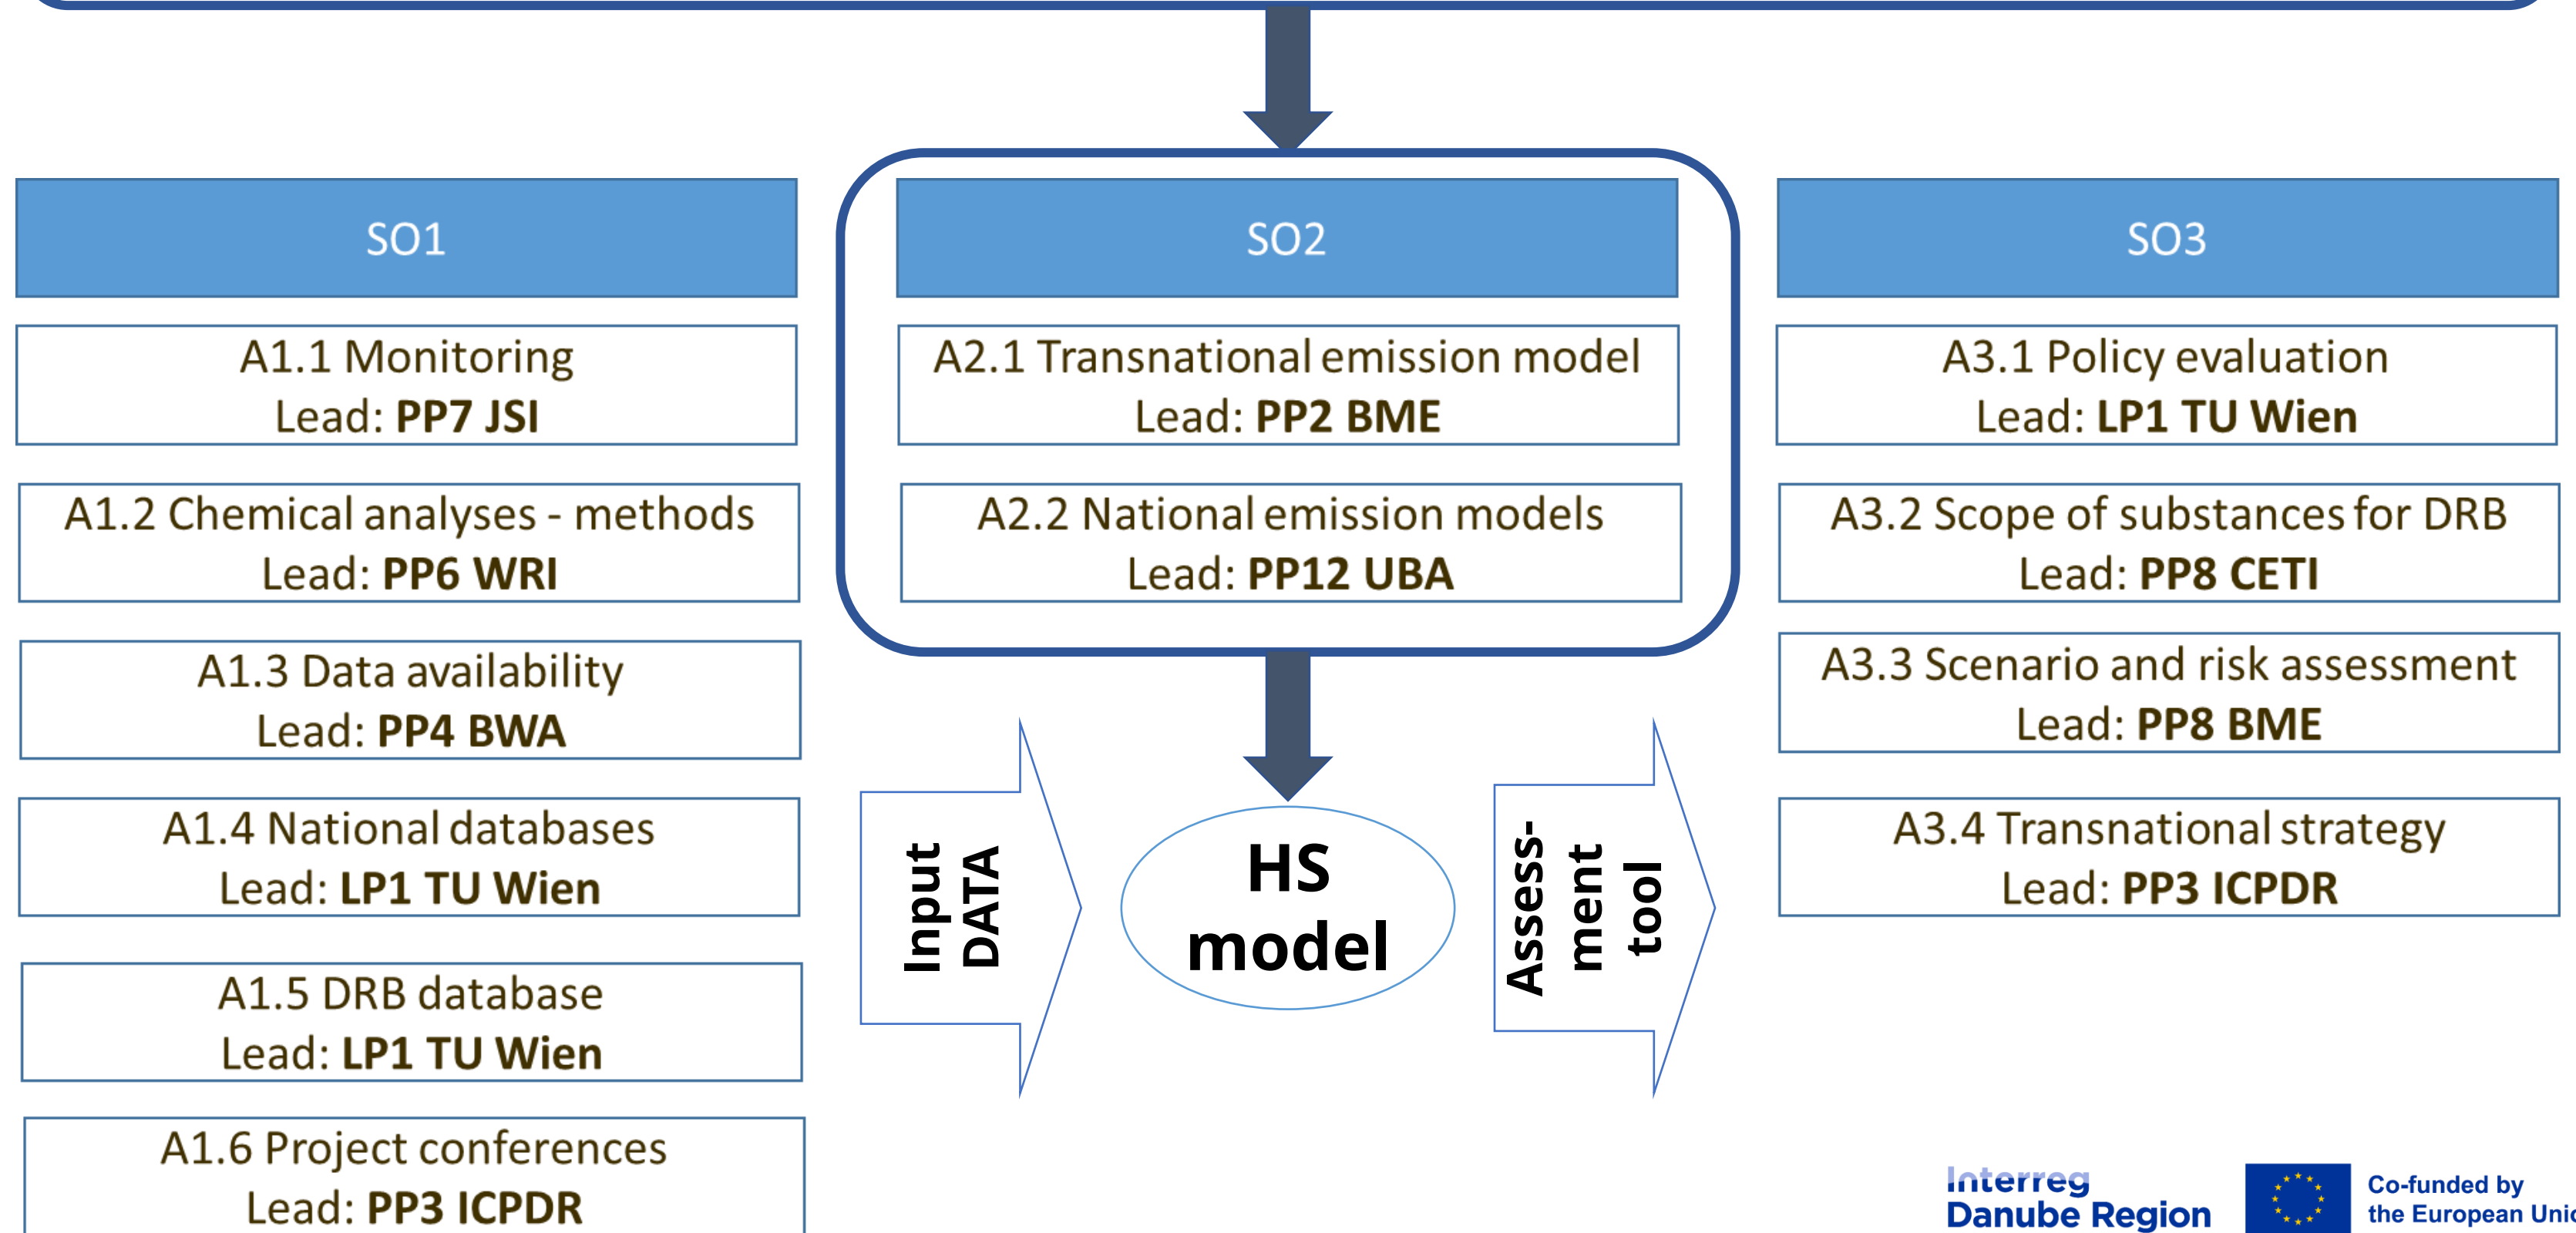 SO1
A1.1 Monitoring
Lead: PP7 JSI
A1.2 Chemical analyses - methods
Lead: PP6 WRI
A1.3 Data availability
Lead: PP4 BWA
A1.4 National databases
Lead: LP1 TU Wien
A1.5 DRB database
Lead: LP1 TU Wien
A1.6 Project conferences
Lead: PP3 ICPDR
SO2
A2.1 Transnational emission model
Lead: PP2 BME
A2.2 National emission models
Lead: PP12 UBA
Input
DATA
HS
model
Assess-
ment
tool
SO3
A3.1 Policy evaluation
Lead: LP1 TU Wien
A3.2 Scope of substances for DRB
Lead: PP8 CETI
A3.3 Scenario and risk assessment
Lead: PP8 BME
A3.4 Transnational strategy
Lead: PP3 ICPDR
Interreg
Danube Region
Co-funded by
the European